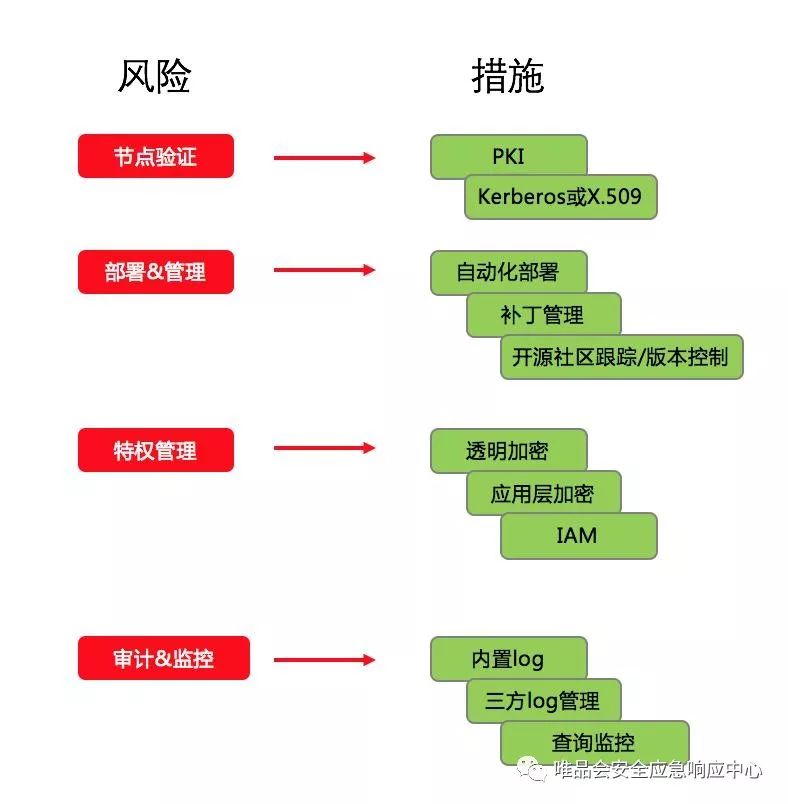 风险 措施
节点验证 PKI
Kerberos或X.509
部署&管理 自动化部署
补丁管理
开源社区跟踪/版本控制
特权管理 透明加密
应用层加密
IAM
审计&监控 内置log
三方log管理
查询监控
唯品会安全应急响应中心